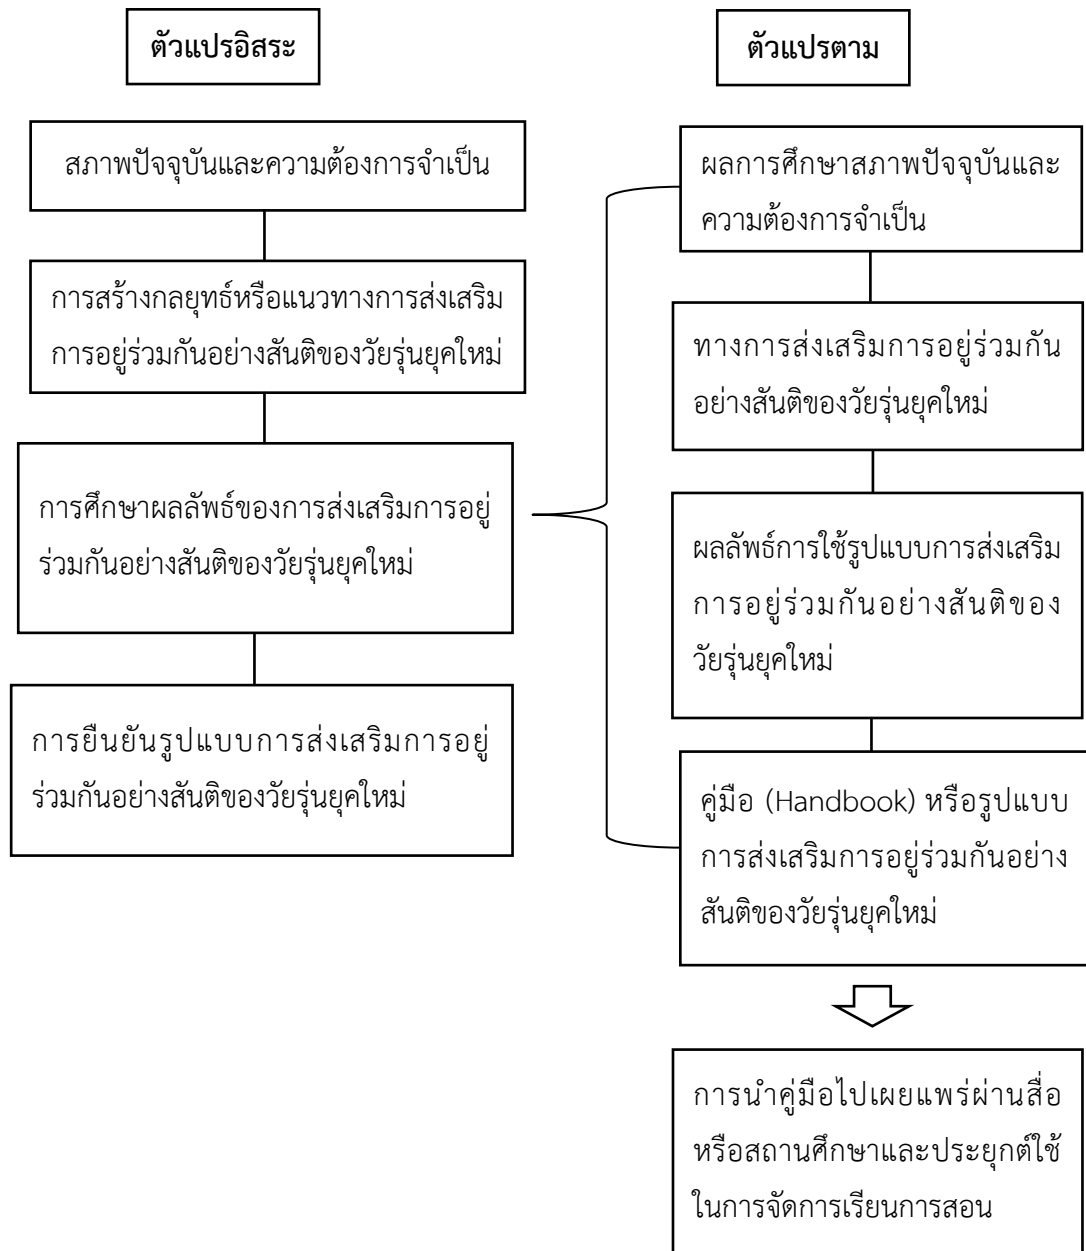 ตัวแปรอิสระ
สภาพปัจจุบันและความต้องการจำเป็น
การสร้างกลยุทธ์หรือแนวทางการส่งเสริม
การอยู่ร่วมกันอย่างสันติของวัยรุ่นยุคใหม่
การศึกษาผลลัพธ์ของการส่งเสริมการอยู่
ร่วมกันอย่างสันติของวัยรุ่นยุคใหม่
การยืนยันรูปแบบการส่งเสริมการอยู่
ร่วมกันอย่างสันติของวัยรุ่นยุคใหม่
ตัวแปรตาม
ผลการศึกษาสภาพปัจจุบันและ
ความต้องการจำเป็น
ทางการส่งเสริมการอยู่ร่วมกัน
อย่างสันติของวัยรุ่นยุคใหม่
ผลลัพธ์การใช้รูปแบบการส่งเสริม
การอยู่ร่วมกันอย่างสันติของ
วัยรุ่นยุคใหม่
คู่มือ (Handbook) หรือรูปแบบ
การส่งเสริมการอยู่ร่วมกันอย่าง
สันติของวัยรุ่นยุคใหม่
การนำคู่มือไปเผยแพร่ผ่านสื่อ
หรือสถานศึกษาและประยุกต์ใช้
ในการจัดการเรียนการสอน